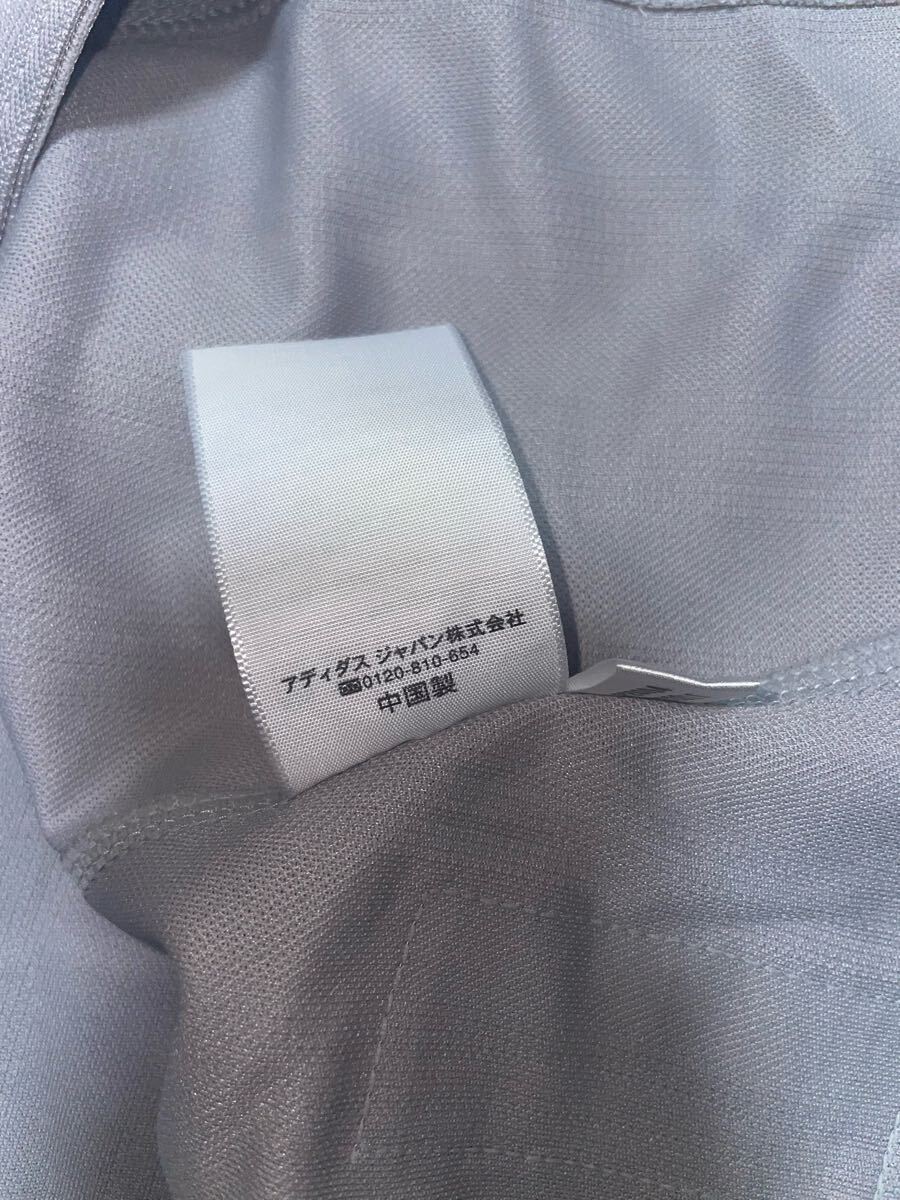 アディダス ジャパン株式会社
☎0120-810-654
中国製